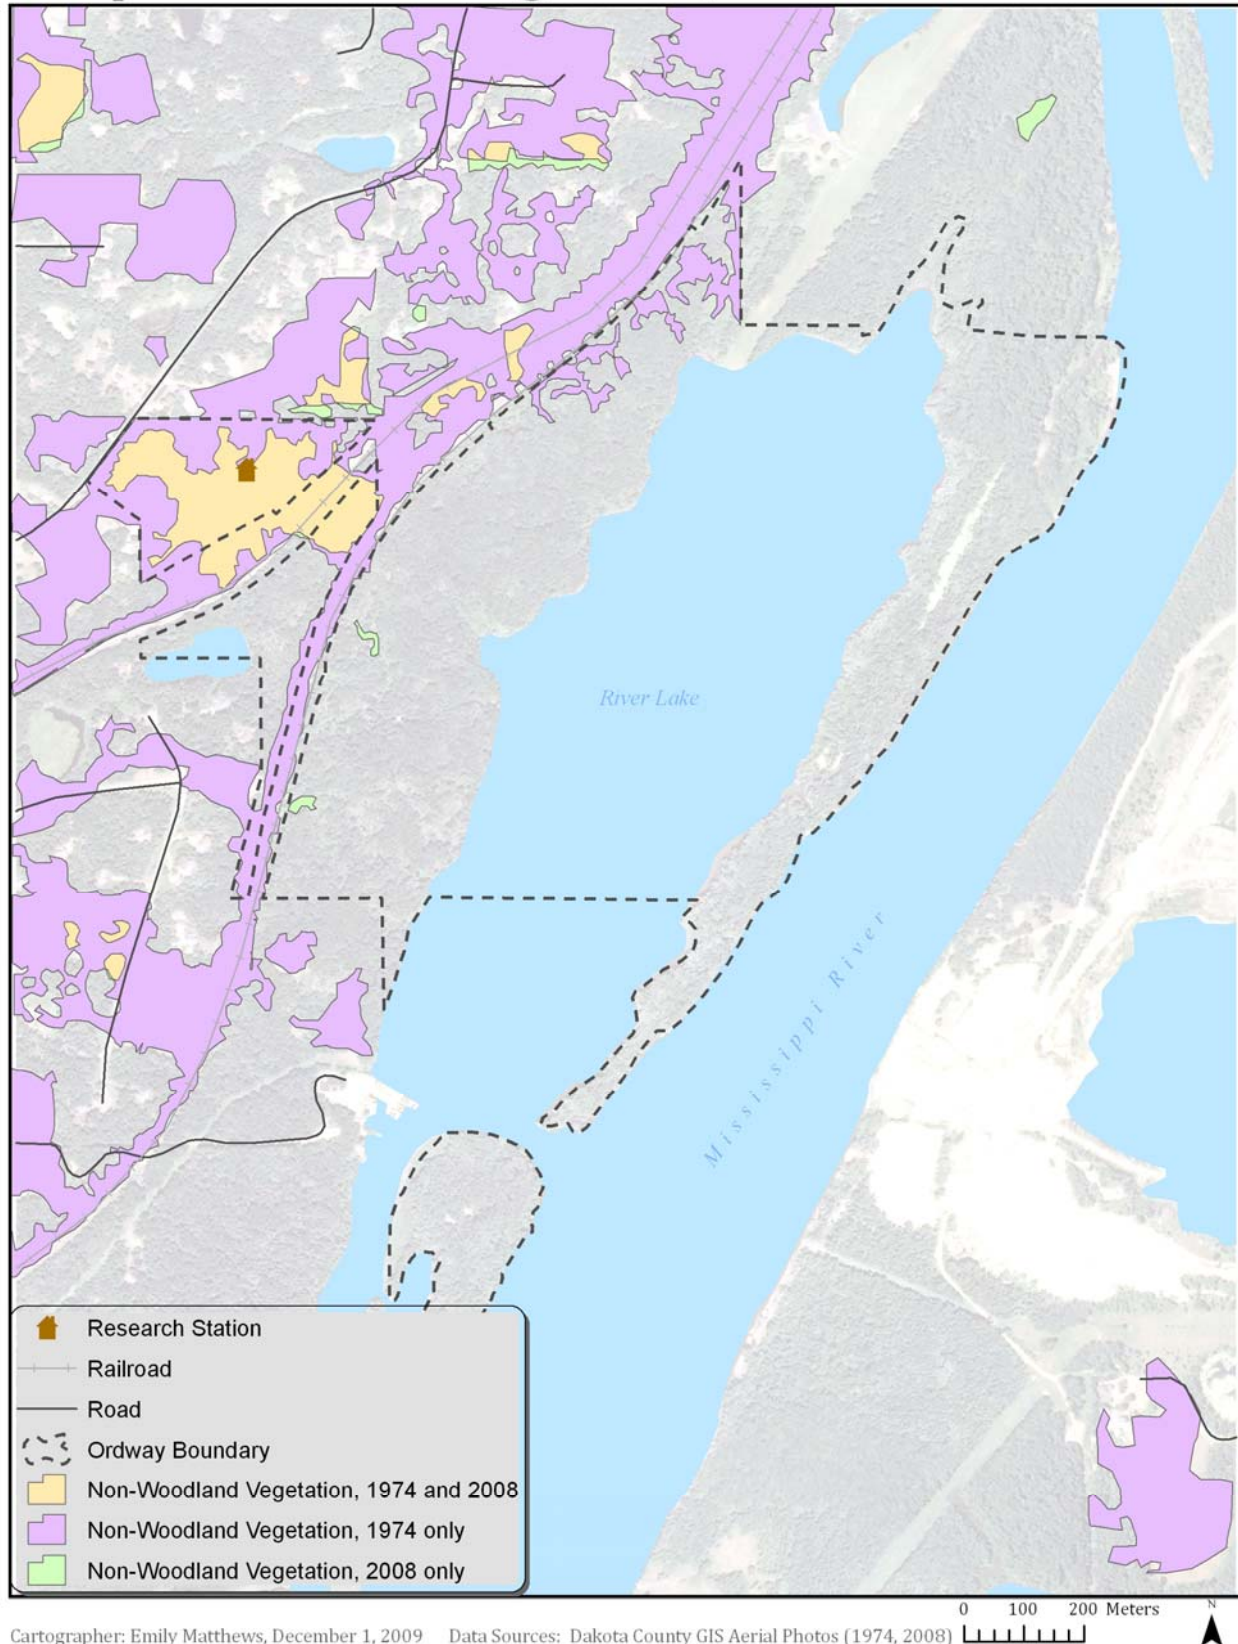 River Lake
Mississippi River
Research Station
Railroad
Road
Ordway Boundary
Non-Woodland Vegetation, 1974 and 2008
Non-Woodland Vegetation, 1974 only
Non-Woodland Vegetation, 2008 only
0 100 200 Meters
N
Cartographer: Emily Matthews, December 1, 2009 Data Sources: Dakota County GIS Aerial Photos (1974, 2008)